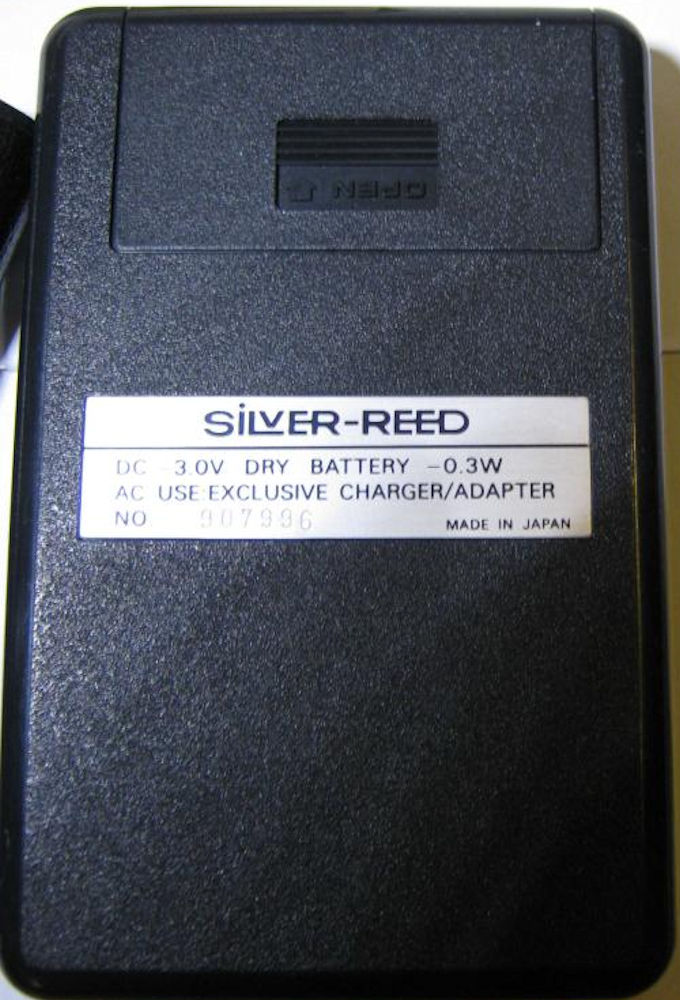 OPEN
SILVER-REED
DC -3.0V DRY BATTERY -0.3W
AC USE:EXCLUSIVE CHARGER/ADAPTER
NO 907996
MADE IN JAPAN